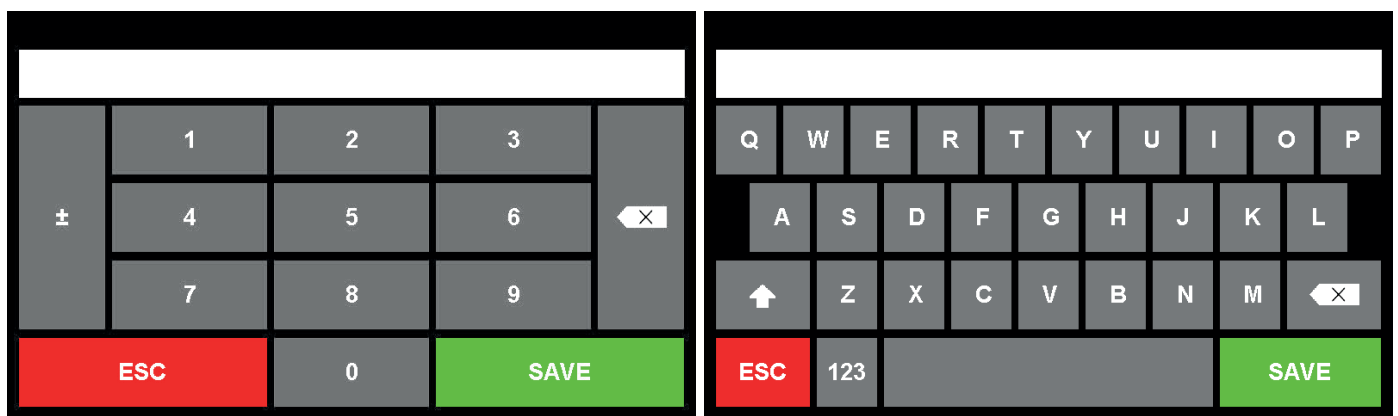 1 2 3
± 4 5 6
7 8 9
ESC 0 SAVE
Q W E R T Y U I O P
A S D F G H J K L
Z X C V B N M
ESC 123 SAVE